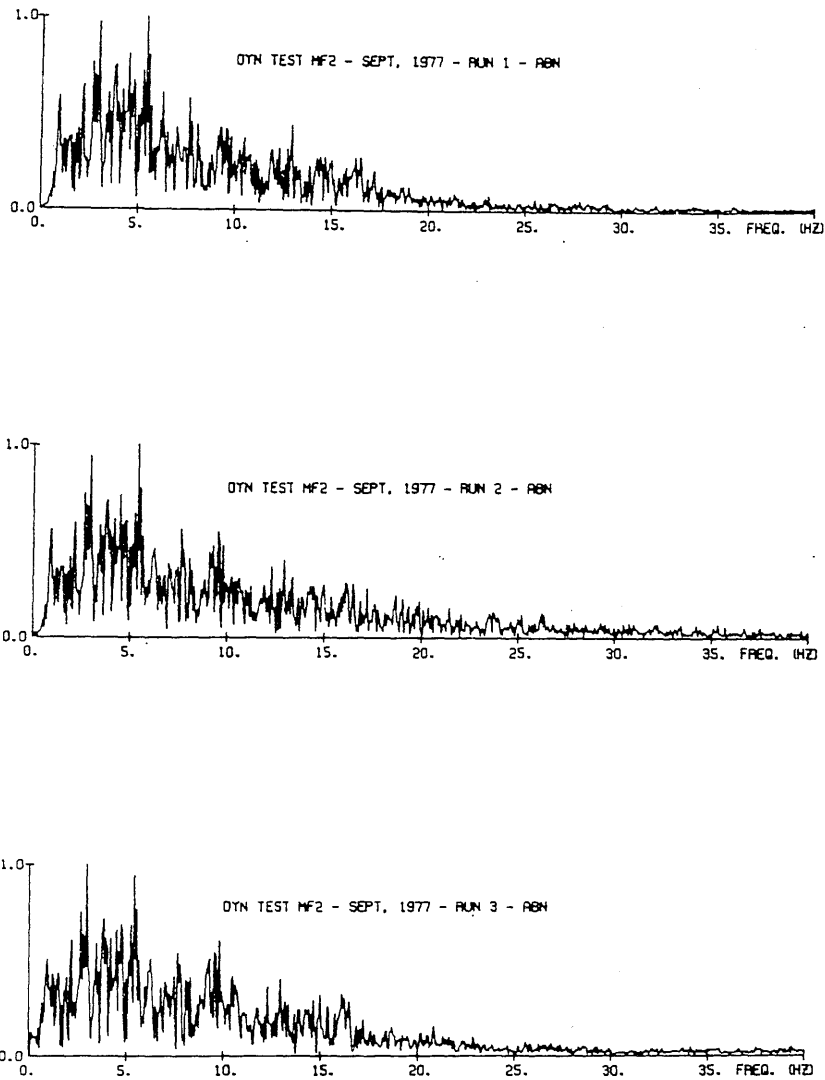 1.0
DYN TEST MF2 - SEPT, 1977 - RUN 1 - ABN
0.0
0. 5. 10. 15. 20. 25. 30. 35. FREQ. (HZ)
1.0
DYN TEST MF2 - SEPT, 1977 - RUN 2 - ABN
0.0
0. 5. 10. 15. 20. 25. 30. 35. FREQ. (HZ)
1.0
DYN TEST MF2 - SEPT, 1977 - RUN 3 - ABN
0.0
0. 5. 10. 15. 20. 25. 30. 35. FREQ. (HZ)